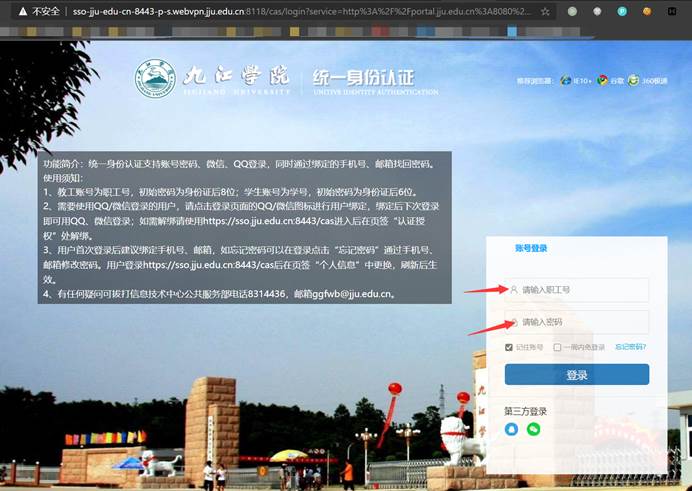 不安全 sso-jju-edu-cn-8443-p-s.webvpn.jju.edu.cn:8118/cas/login?service=http%3A%2F%2Fportal.jju.edu.cn%3A8080%2...
九江学院 统一身份认证
JIUJIANG UNIVERSITY UNITIVE IDENTITY AUTHENTICATION
推荐浏览器: IE10+ 谷歌 360极速
功能简介：统一身份认证支持账号密码、微信、QQ登录，同时通过绑定的手机号、邮箱找回密码。
使用须知：
1、教工账号为职工号，初始密码为身份证后8位；学生账号为学号，初始密码为身份证后6位。
2、需要使用QQ/微信登录的用户，请点击登录页面的QQ/微信图标进行用户绑定，绑定后下次登录
即可用QQ、微信登录；如需解绑请使用https://sso.jju.edu.cn:8443/cas进入后在页签“认证授
权”处解绑。
3、用户首次登录后建议绑定手机号、邮箱，如忘记密码可以在登录点击“忘记密码”通过手机号、
邮箱修改密码。用户登录https://sso.jju.edu.cn:8443/cas后在页签“个人信息”中更换，刷新后生
效。
4、有任何疑问可拔打信息技术中心公共服务部电话8314436，邮箱ggfwb@jju.edu.cn。
账号登录
请输入职工号
请输入密码
记住账号 一周内免登录 忘记密码?
登录
第三方登录
九江学院